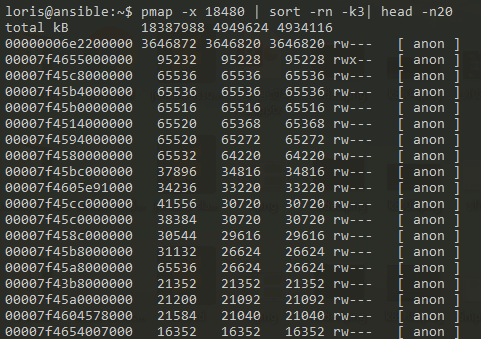 loris@ansible:~$ pmap -x 18480 | sort -rn -k3| head -n20
total kB 18387988 4949624 4934116
00000006e2200000 3646872 3646820 3646820 rw--- [ anon ]
00007f4655000000 95232 95228 95228 rwx-- [ anon ]
00007f45c8000000 65536 65536 65536 rw--- [ anon ]
00007f45b4000000 65536 65536 65536 rw--- [ anon ]
00007f45b0000000 65516 65516 65516 rw--- [ anon ]
00007f4514000000 65520 65368 65368 rw--- [ anon ]
00007f4594000000 65520 65272 65272 rw--- [ anon ]
00007f4580000000 65532 64220 64220 rw--- [ anon ]
00007f45bc000000 37896 34816 34816 rw--- [ anon ]
00007f4605e91000 34236 33220 33220 rw--- [ anon ]
00007f45cc000000 41556 30720 30720 rw--- [ anon ]
00007f45c0000000 38384 30720 30720 rw--- [ anon ]
00007f458c000000 30544 29616 29616 rw--- [ anon ]
00007f45b8000000 31132 26624 26624 rw--- [ anon ]
00007f45a8000000 65536 26624 26624 rw--- [ anon ]
00007f43b8000000 21352 21352 21352 rw--- [ anon ]
00007f45a0000000 21200 21092 21092 rw--- [ anon ]
00007f4604578000 21584 21040 21040 rw--- [ anon ]
00007f4654007000 16352 16352 16352 rw--- [ anon ]